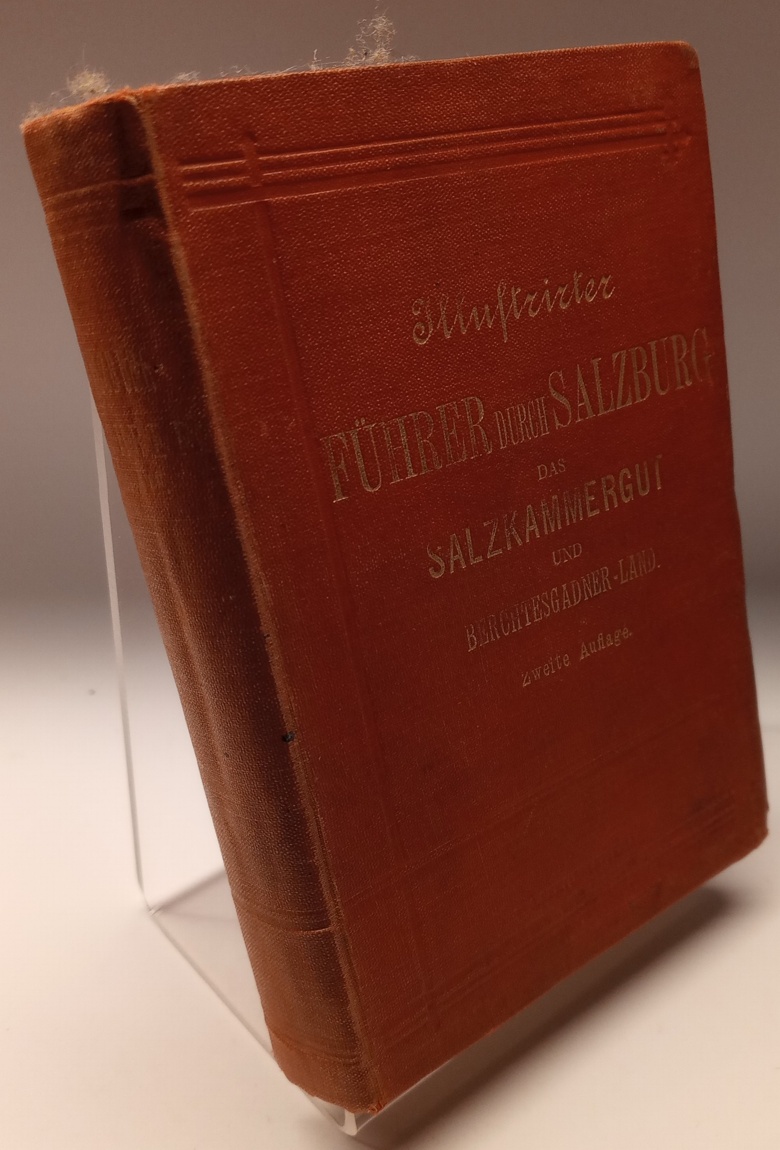 Illustrirter
FÜHRER DURCH SALZBURG
DAS
SALZKAMMERGUT
UND
BERCHTESGADNER-LAND.
Zweite Auflage.